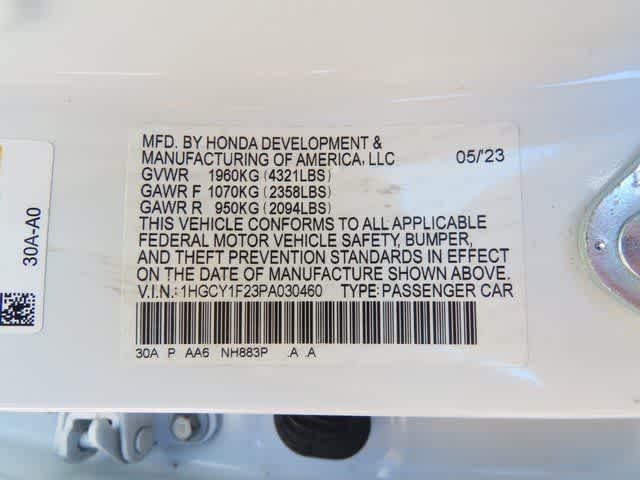 MFD. BY HONDA DEVELOPMENT &
MANUFACTURING OF AMERICA, LLC 05/'23
GVWR 1960KG (4321LBS)
GAWR F 1070KG (2358LBS)
GAWR R 950KG (2094LBS)
THIS VEHICLE CONFORMS TO ALL APPLICABLE
FEDERAL MOTOR VEHICLE SAFETY, BUMPER,
AND THEFT PREVENTION STANDARDS IN EFFECT
ON THE DATE OF MANUFACTURE SHOWN ABOVE.
V.I.N.: 1HGCY1F23PA030460 TYPE: PASSENGER CAR
30A P AA6 NH883P .A .A
30A-A0